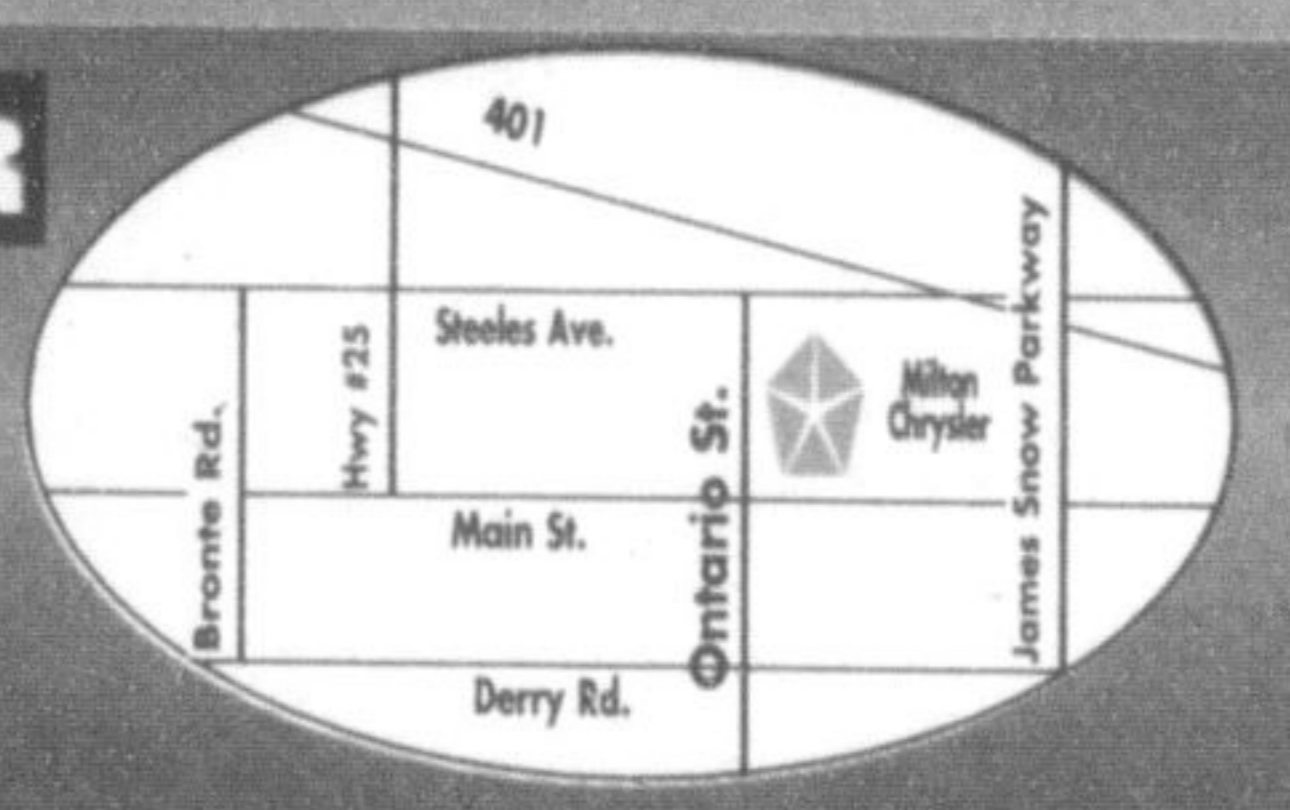 401
Steeles Ave.
Hwy #25
Milton
Chrysler
James Snow Parkway
Ontario St.
Bronte Rd.
Main St.
Derry Rd.